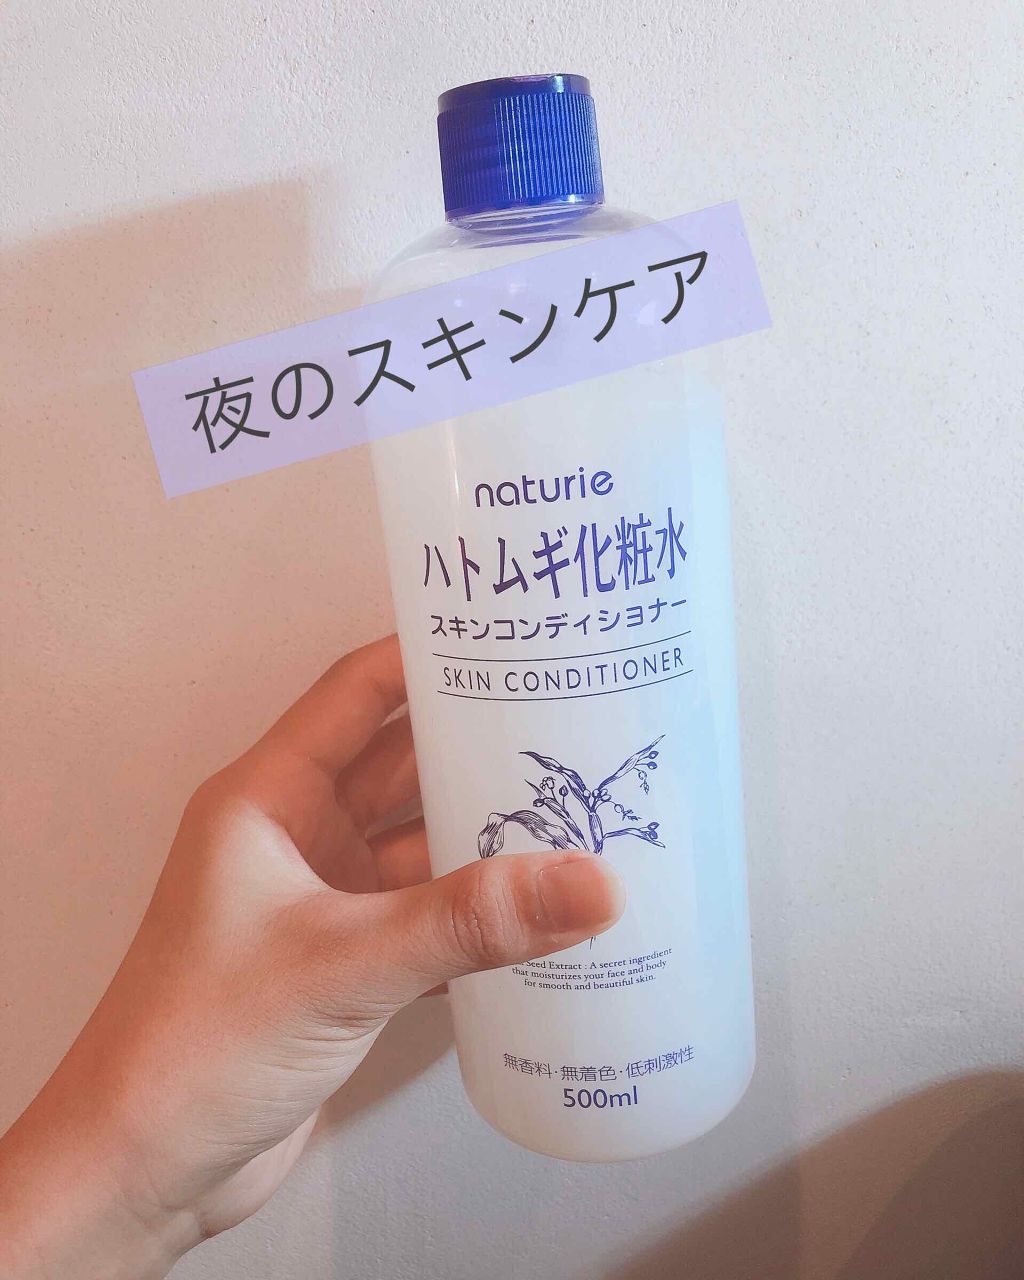 夜のスキンケア
naturie
ハトムギ化粧水
スキンコンディショナー
SKIN CONDITIONER
Seed Extract : A secret ingredient
that moisturizes your face and body
for smooth and beautiful skin.
無香料・無着色・低刺激性
500ml